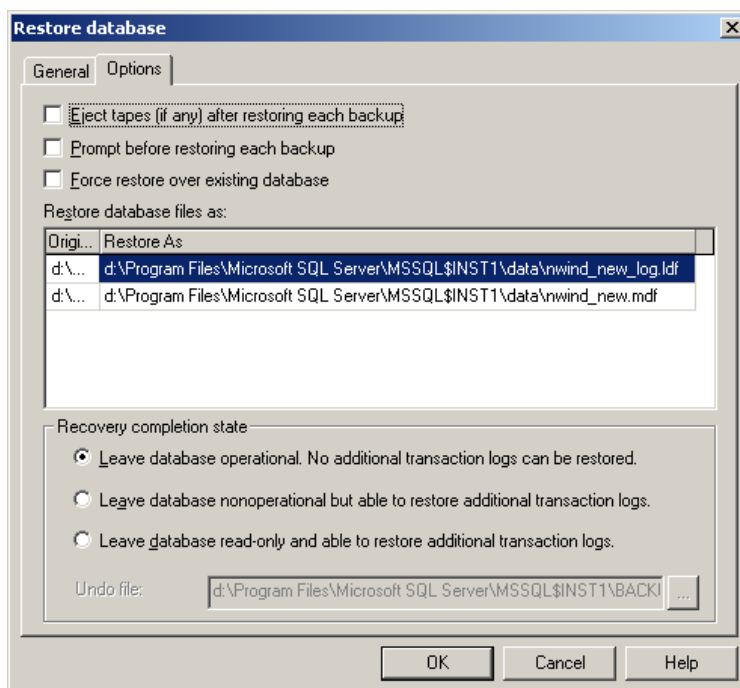 Restore database
General Options
Eject tapes (if any) after restoring each backup
Prompt before restoring each backup
Force restore over existing database
Restore database files as:
Origi... Restore As
d:\... d:\Program Files\Microsoft SQL Server\MSSQL$INST1\data\nwind_new_log.ldf
d:\... d:\Program Files\Microsoft SQL Server\MSSQL$INST1\data\nwind_new.mdf
Recovery completion state
Leave database operational. No additional transaction logs can be restored.
Leave database nonoperational but able to restore additional transaction logs.
Leave database read-only and able to restore additional transaction logs.
Undo file: d:\Program Files\Microsoft SQL Server\MSSQL$INST1\BACK ...
OK Cancel Help